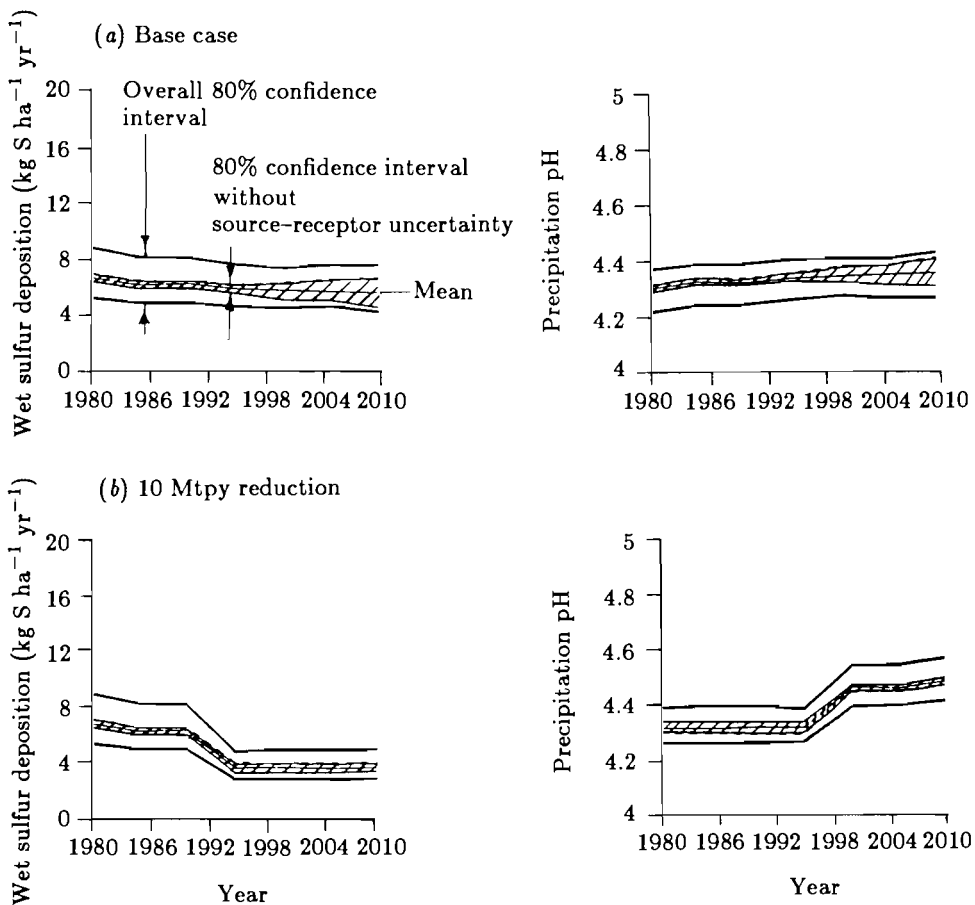 (a) Base case
Wet sulfur deposition (kg S ha−1 yr−1)
20
16
12
8
4
0
Overall 80% confidence
interval
80% confidence interval
without
source–receptor uncertainty
Mean
1980 1986 1992 1998 2004 2010
Precipitation pH
5
4.8
4.6
4.4
4.2
4
1980 1986 1992 1998 2004 2010
(b) 10 Mtpy reduction
Wet sulfur deposition (kg S ha−1 yr−1)
20
16
12
8
4
0
1980 1986 1992 1998 2004 2010
Year
Precipitation pH
5
4.8
4.6
4.4
4.2
4
1980 1986 1992 1998 2004 2010
Year